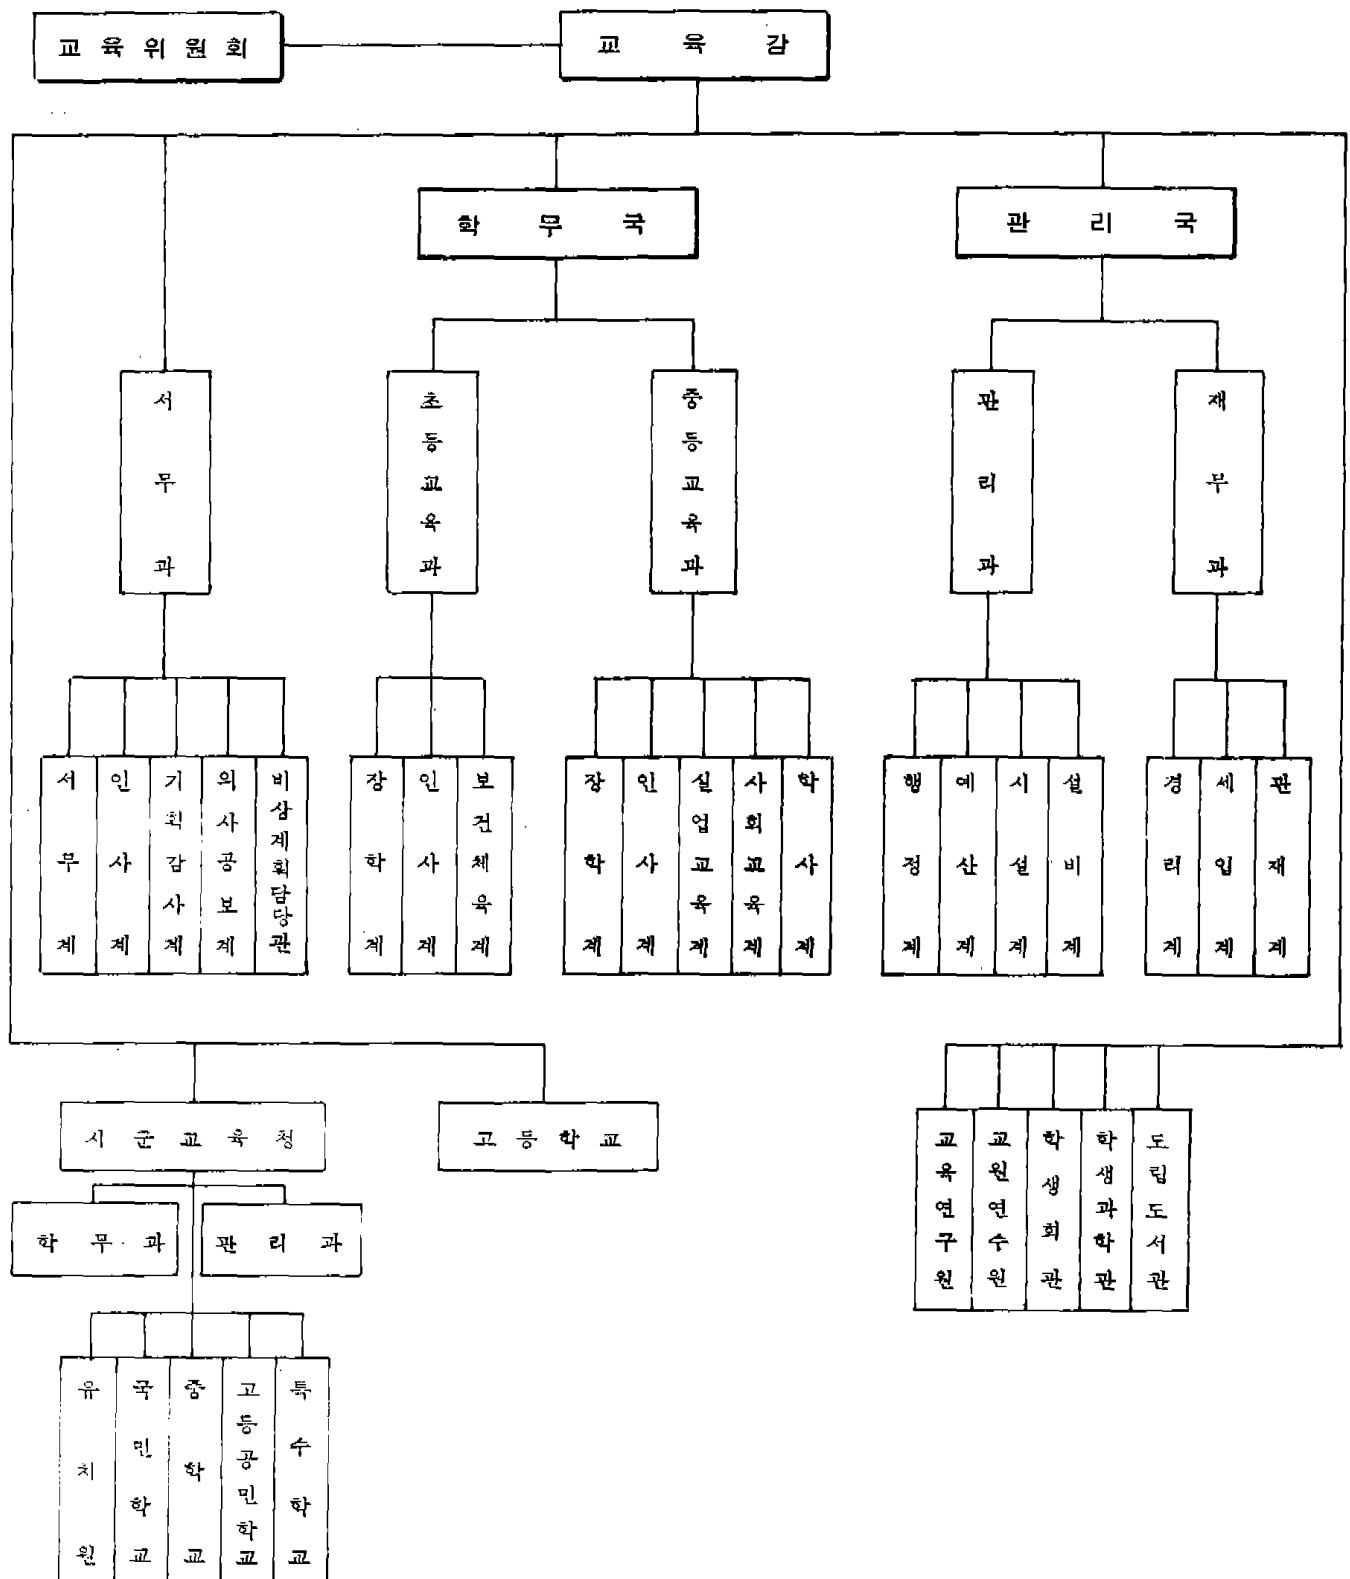 교육위원회
교육감
학무국
관리국
서무과
초등교육과
중등교육과
관리과
재무과
서무계
인사계
기획감사계
의사공보계
비상계획담당관
장학계
인사계
보건체육계
장학계
인사계
실업교육계
사회교육계
학사계
행정계
예산계
시설계
설비계
경리계
세입계
관재계
시군교육청
고등학교
학무과
관리과
교육연구원
교원연수원
학생회관
학생과학관
도립도서관
유치원
국민학교
중학교
고등공민학교
특수학교